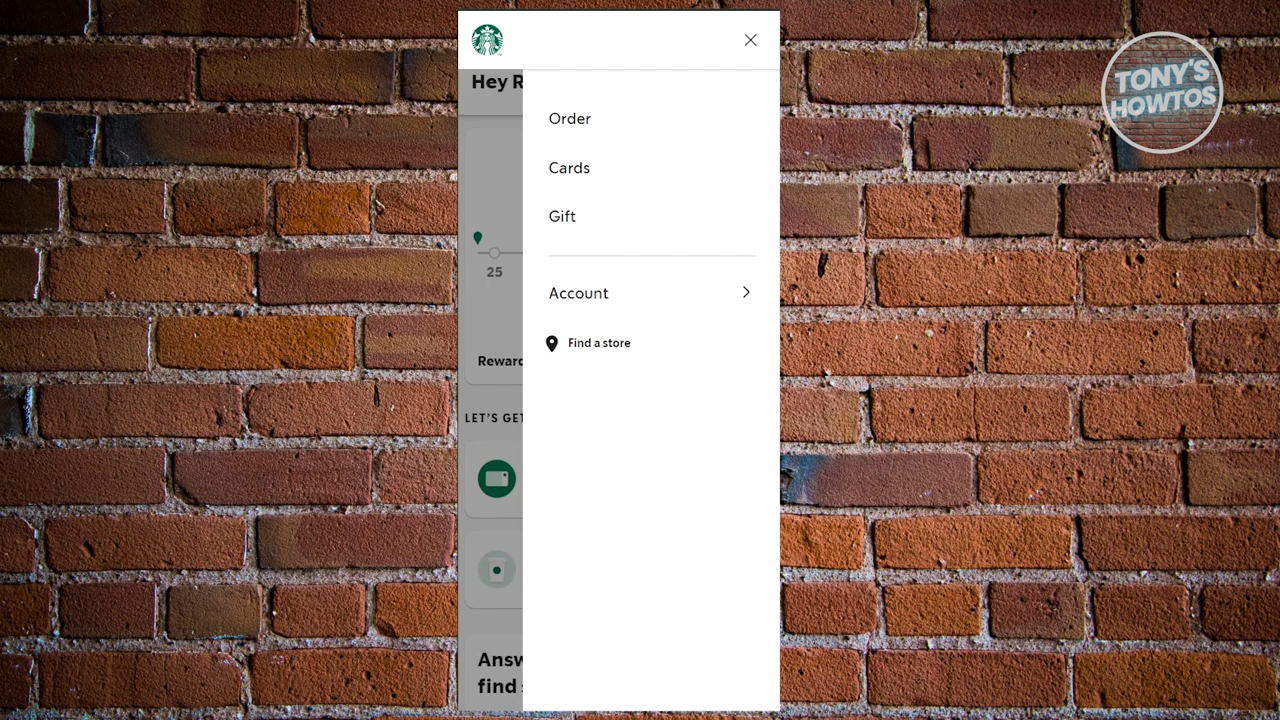 TONY'S
HOWTOS
Hey R
Order
Cards
Gift
25
Account
Find a store
Reward
LET'S GET
Answ
find